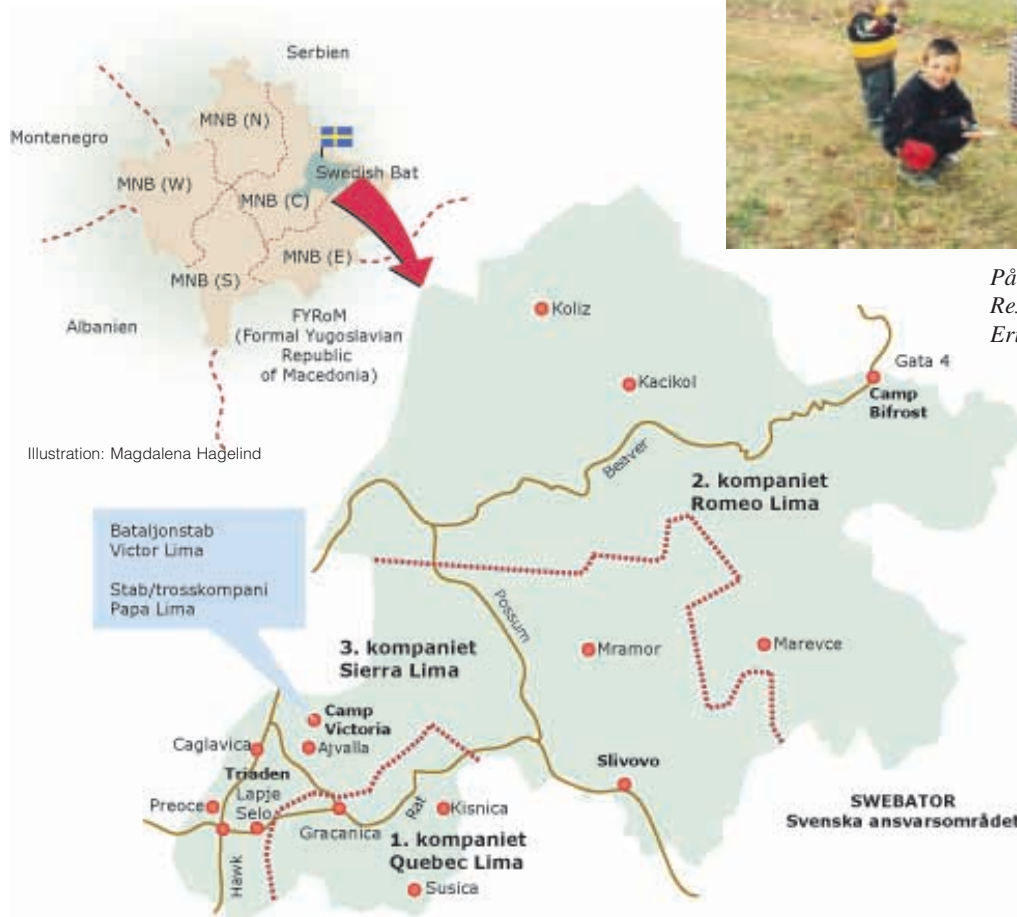 Serbien
Montenegro
MNB (N)
MNB (W)
Swedish Bat
MNB (C)
MNB (E)
MNB (S)
Albanien
FYRoM
(Formal Yugoslavian
Republic
of Macedonia)
Illustration: Magdalena Hagelind
På
Koliz
Kacikol
Gata 4
Camp
Bifrost
Beaver
2. kompaniet
Romeo Lima
Bataljonstab
Victor Lima
Stab/trosskompani
Papa Lima
Possum
3. kompaniet
Sierra Lima
Mramor
Marevce
Camp
Victoria
Ajvalla
Caglavica
Triaden
Lapje
Selo
Preoce
Hawk
Gracanica
Rat
Kisnica
1. kompaniet
Quebec Lima
Susica
Slivovo
SWEBATOR
Svenska ansvarsområdet